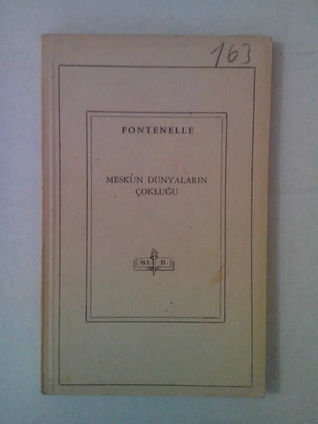 163
FONTENELLE
MESKÛN DÜNYALARIN
ÇOKLUĞU
M. E. B.